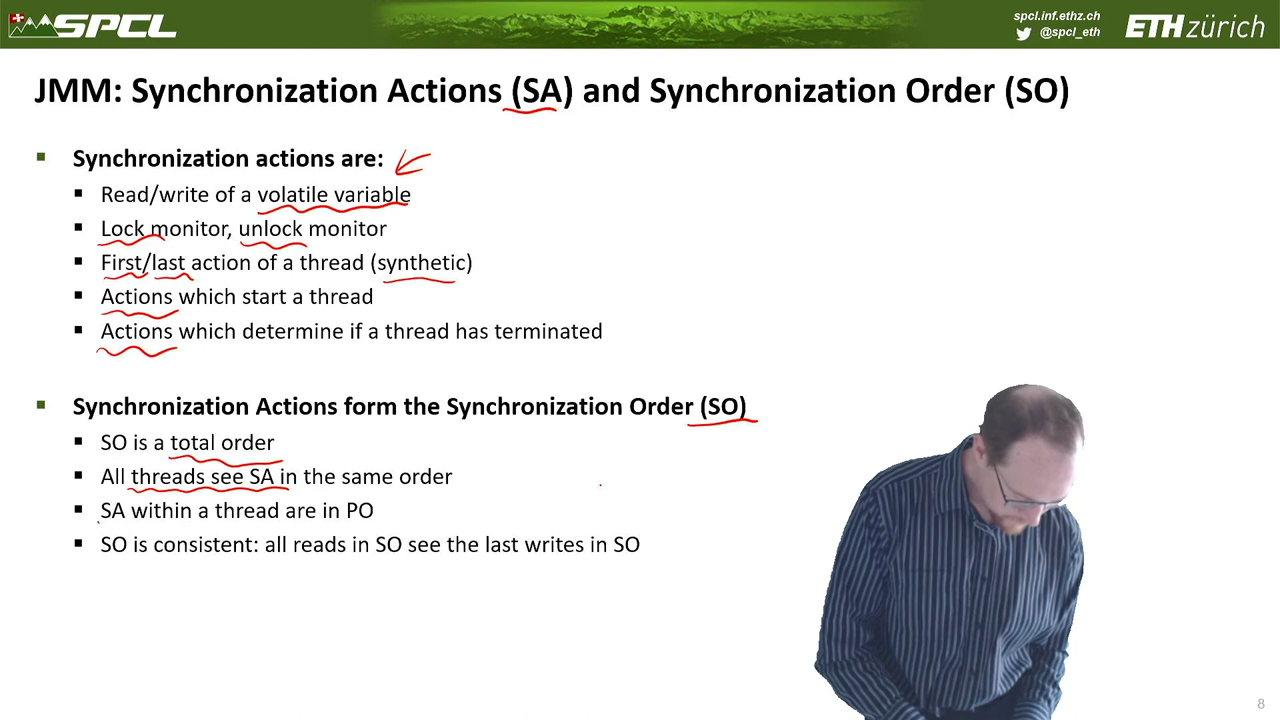 SPCL
spcl.inf.ethz.ch
@spcl_eth
ETH zürich
JMM: Synchronization Actions (SA) and Synchronization Order (SO)
Synchronization actions are:
Read/write of a volatile variable
Lock monitor, unlock monitor
First/last action of a thread (synthetic)
Actions which start a thread
Actions which determine if a thread has terminated
Synchronization Actions form the Synchronization Order (SO)
SO is a total order
All threads see SA in the same order
SA within a thread are in PO
SO is consistent: all reads in SO see the last writes in SO
8